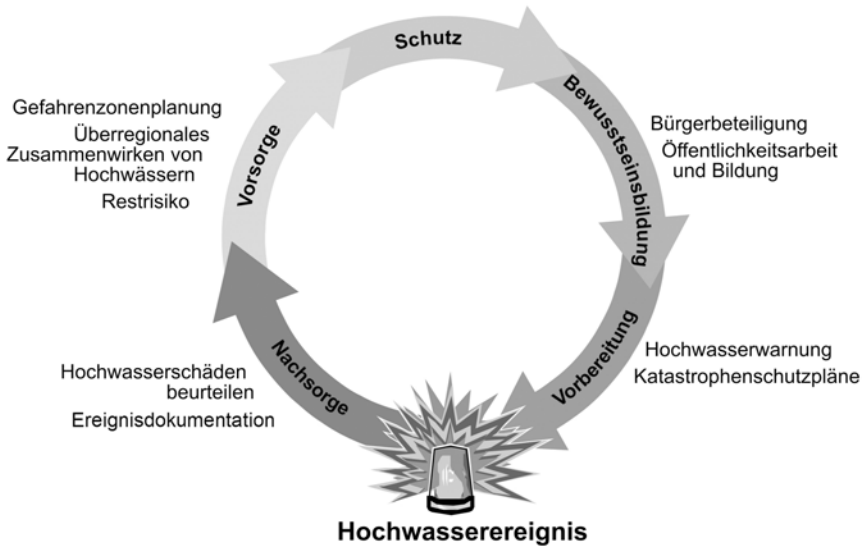 Schutz
Bewusstseinsbildung
Bürgerbeteiligung
Öffentlichkeitsarbeit
und Bildung
Vorbereitung
Hochwasserwarnung
Katastrophenschutzpläne
Hochwasserereignis
Nachsorge
Hochwasserschäden
beurteilen
Ereignisdokumentation
Vorsorge
Gefahrenzonenplanung
Überregionales
Zusammenwirken von
Hochwässern
Restrisiko